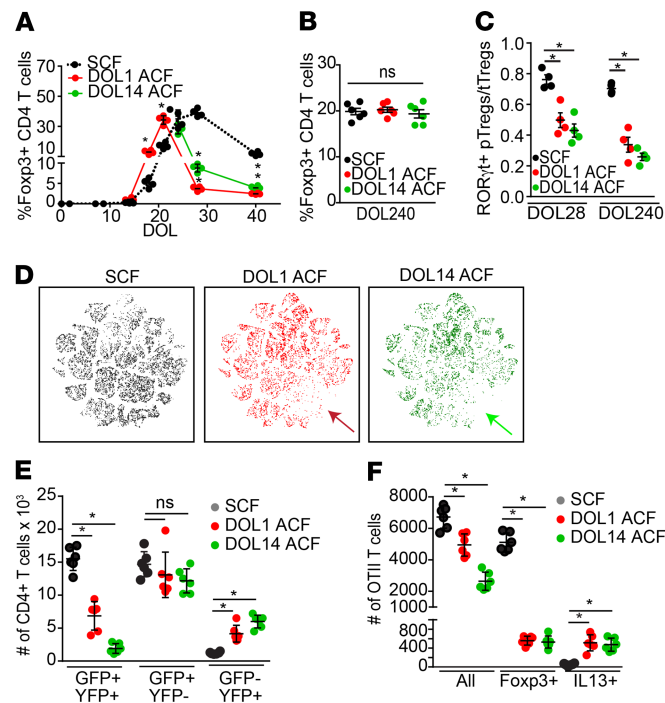 A
%Foxp3+ CD4 T cells
SCF
DOL1 ACF
DOL14 ACF
70
50
30
10
10
5
0
*
*
*
*
*
*
0 10 20 30 40
DOL
B
%Foxp3+ CD4 T cells
30
20
10
0
ns
SCF
DOL1 ACF
DOL14 ACF
DOL240
C
RORγt+ pTregs/tTregs
1.0
0.8
0.6
0.4
0.2
0
*
*
*
*
SCF
DOL1 ACF
DOL14 ACF
DOL28 DOL240
D
SCF DOL1 ACF DOL14 ACF
E
# of CD4+ T cells x 10³
25
20
15
10
5
0
*
*
ns
*
*
SCF
DOL1 ACF
DOL14 ACF
GFP+ GFP+ GFP-
YFP+ YFP- YFP+
F
# of OTII T cells
8000
6000
4000
2000
800
400
0
*
*
*
*
*
*
SCF
DOL1 ACF
DOL14 ACF
All Foxp3+ IL13+